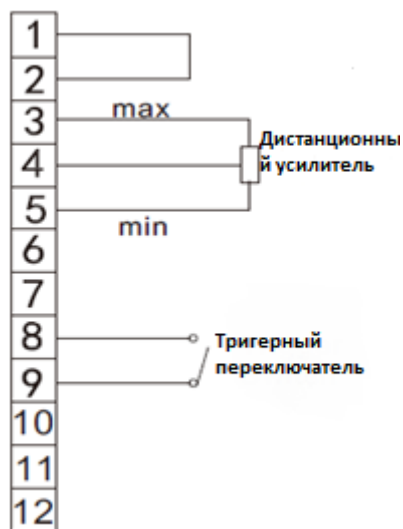 1
2
3
max
Дистанционны
й усилитель
4
5
min
6
7
8
Тригерный
переключатель
9
10
11
12